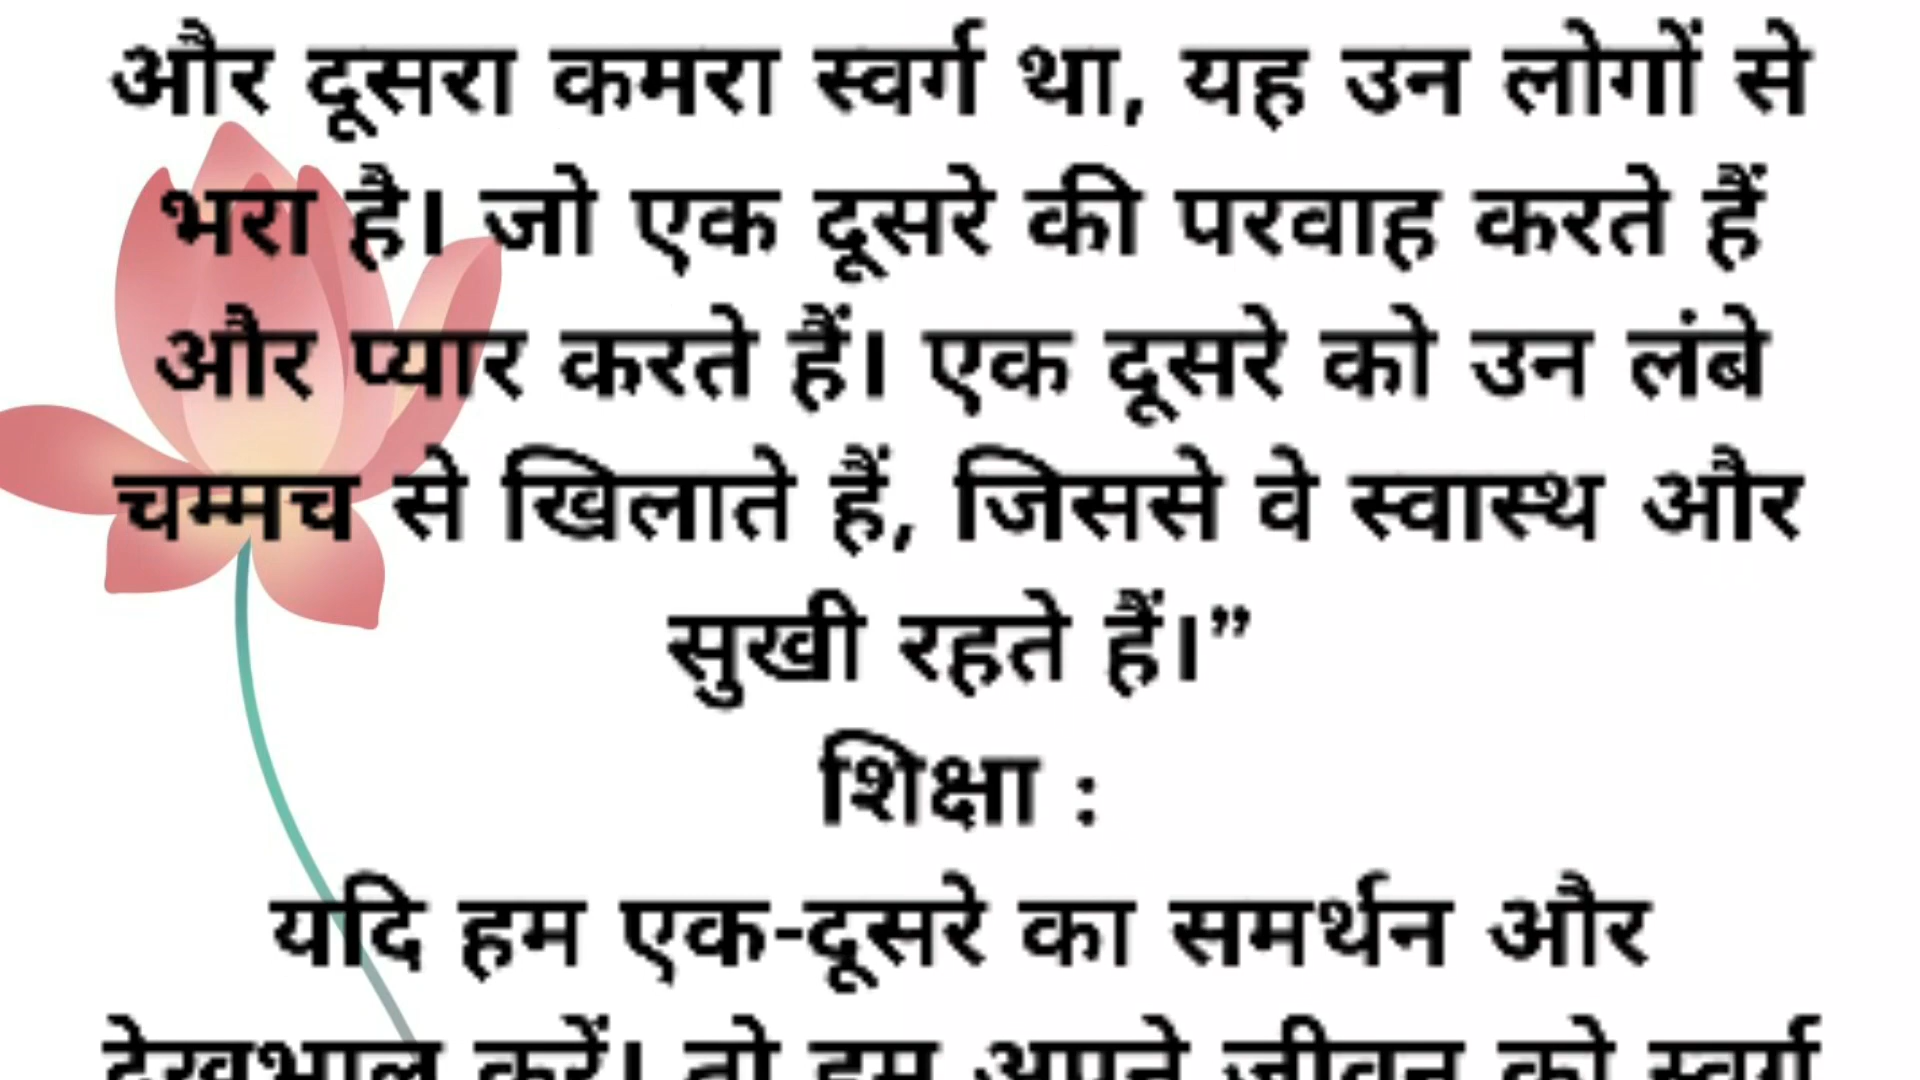 और दूसरा कमरा स्वर्ग था, यह उन लोगों से
भरा है। जो एक दूसरे की परवाह करते हैं
और प्यार करते हैं। एक दूसरे को उन लंबे
चम्मच से खिलाते हैं, जिससे वे स्वास्थ और
सुखी रहते हैं।”
शिक्षा :
यदि हम एक-दूसरे का समर्थन और
देखभाल करें। तो हम अपने जीवन को स्वर्ग